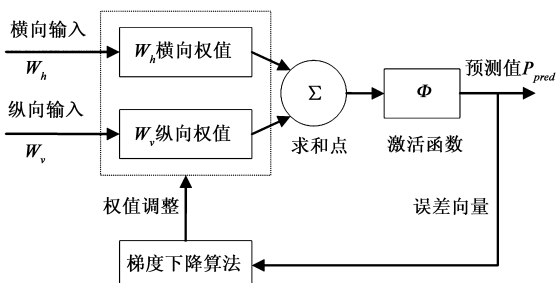 横向输入
W_h
W_h横向权值
纵向输入
W_v
W_v纵向权值
Σ
求和点
Φ
激活函数
预测值P_pred
权值调整
误差向量
梯度下降算法